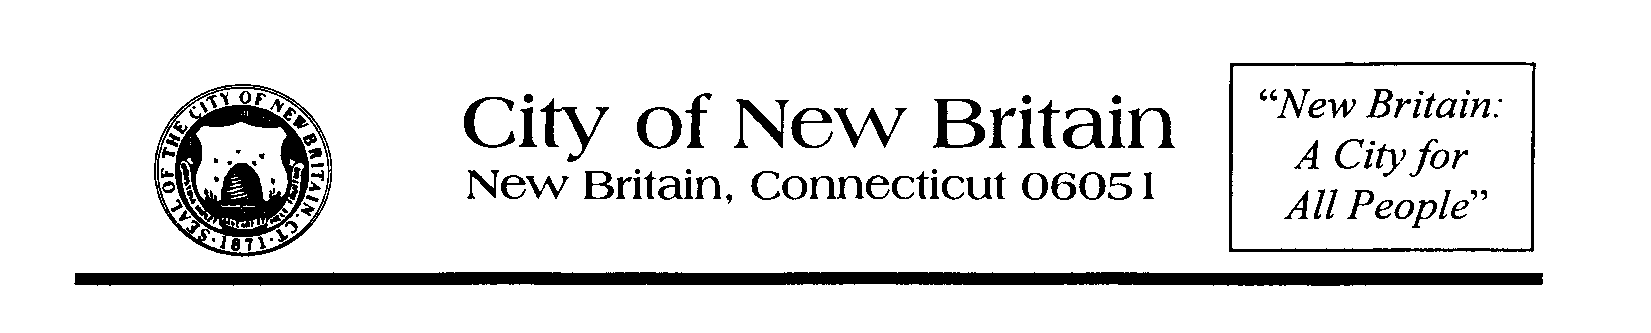 SEAL OF THE CITY OF NEW BRITAIN, CT.
·1871·
City of New Britain
New Britain, Connecticut 06051
“New Britain:
A City for
All People”